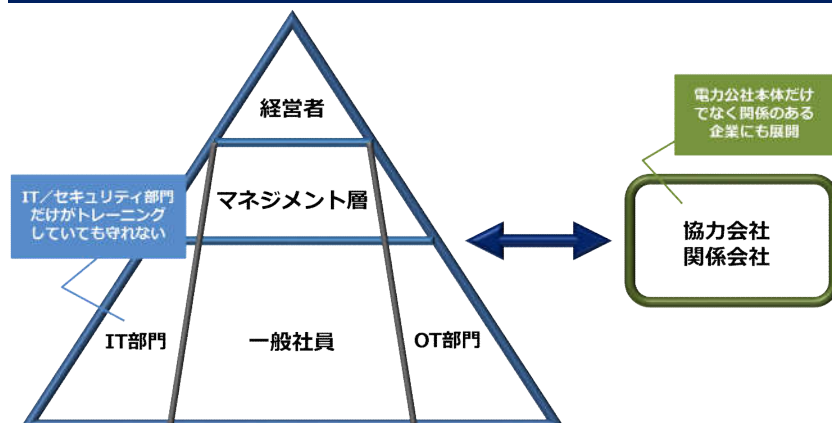 経営者
電力公社本体だけ
でなく関係のある
企業にも展開
IT／セキュリティ部門
だけがトレーニング
していても守れない
マネジメント層
協力会社
関係会社
IT部門
一般社員
OT部門